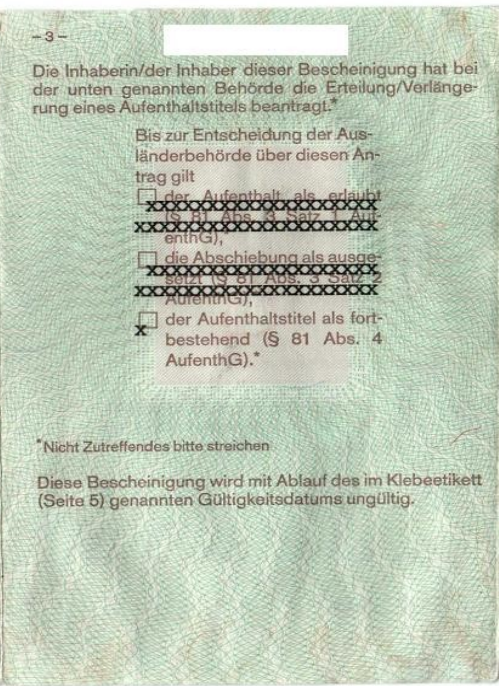 – 3 –
Die Inhaberin/der Inhaber dieser Bescheinigung hat bei
der unten genannten Behörde die Erteilung/Verlänge-
rung eines Aufenthaltstitels beantragt.*
Bis zur Entscheidung der Aus-
länderbehörde über diesen An-
trag gilt
der Aufenthalt als erlaubt
xxxxxxxxxxxxxxxxxxxxxxx
(§ 81 Abs. 3 Satz 1 Auf-
xxxxxxxxxxxxxxxxxxxxxxxx
enthG),*
die Abschiebung als ausge-
xxxxxxxxxxxxxxxxxxxxxxx
setzt (§ 81 Abs. 3 Satz 2
xxxxxxxxxxxxxxxxxxxxxxxx
AufenthG),*
x der Aufenthaltstitel als fort-
bestehend (§ 81 Abs. 4
AufenthG).*
*Nicht Zutreffendes bitte streichen
Diese Bescheinigung wird mit Ablauf des im Klebeetikett
(Seite 5) genannten Gültigkeitsdatums ungültig.